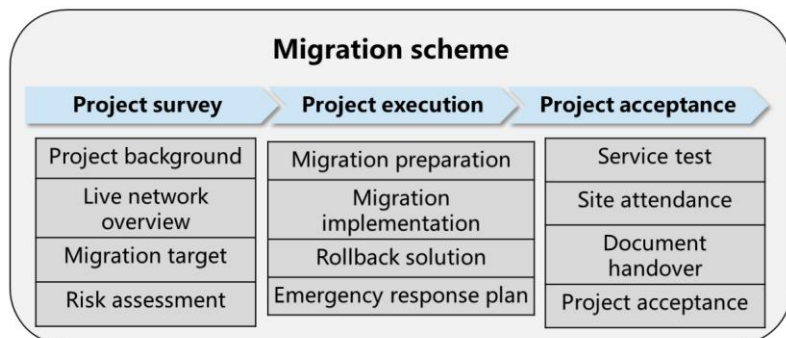 Migration scheme
Project survey
Project execution
Project acceptance
Project background
Live network
overview
Migration target
Risk assessment
Migration preparation
Migration
implementation
Rollback solution
Emergency response plan
Service test
Site attendance
Document
handover
Project acceptance